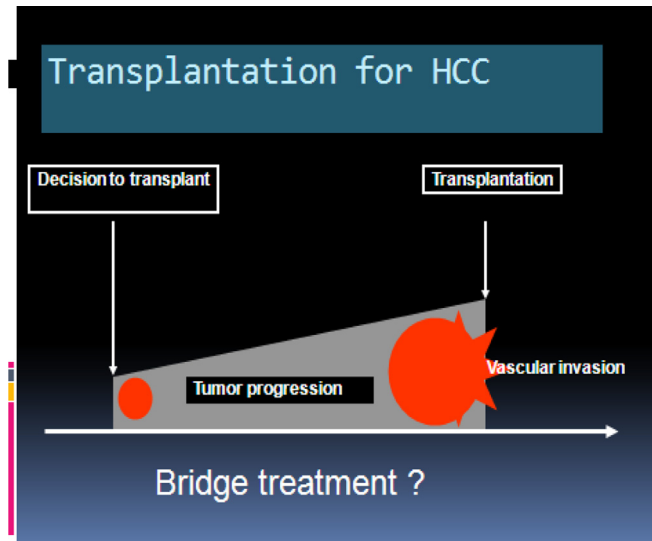 Transplantation for HCC
Decision to transplant
Transplantation
Vascular invasion
Tumor progression
Bridge treatment ?